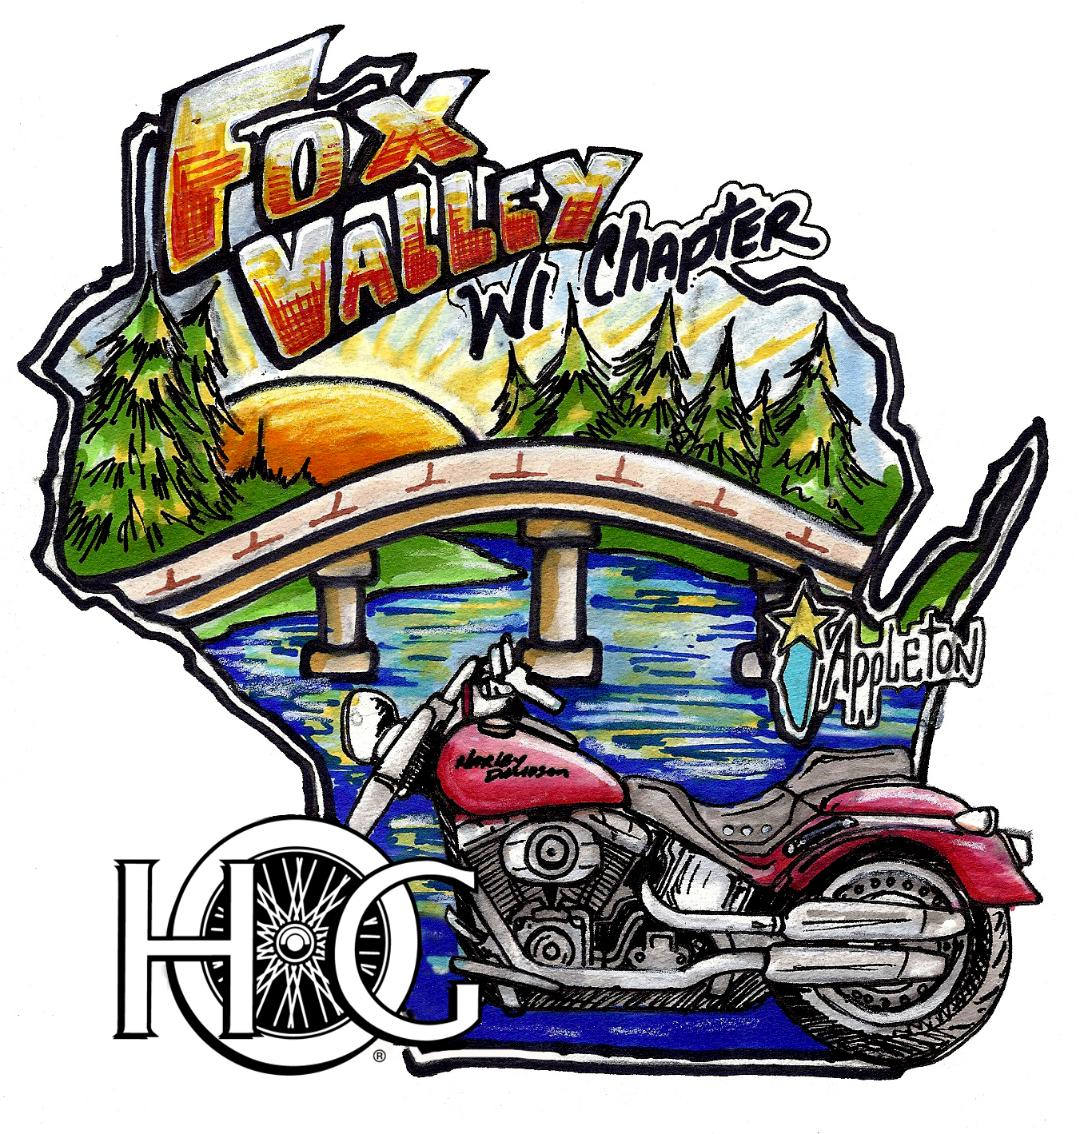 Fox
VALLEY
WI Chapter
Appleton
Harley
Davidson
HOG
®